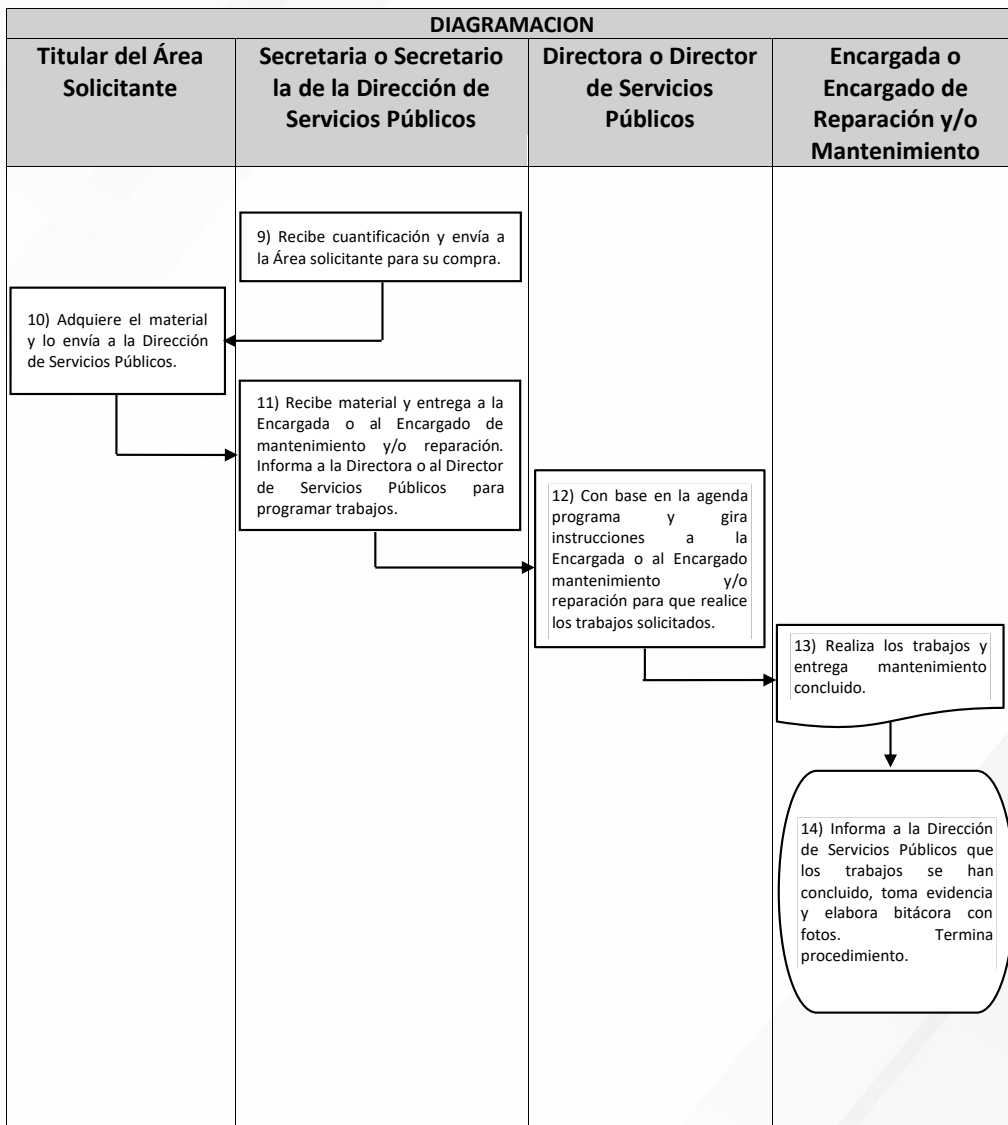 DIAGRAMACION
Titular del Área
Solicitante
Secretaria o Secretario
la de la Dirección de
Servicios Públicos
Directora o Director
de Servicios
Públicos
Encargada o
Encargado de
Reparación y/o
Mantenimiento
9) Recibe cuantificación y envía a
la Área solicitante para su compra.
10) Adquiere el material
y lo envía a la Dirección
de Servicios Públicos.
11) Recibe material y entrega a la
Encargada o al Encargado de
mantenimiento y/o reparación.
Informa a la Directora o al Director
de Servicios Públicos para
programar trabajos.
12) Con base en la agenda
programa y gira
instrucciones a la
Encargada o al Encargado
mantenimiento y/o
reparación para que realice
los trabajos solicitados.
13) Realiza los trabajos y
entrega mantenimiento
concluido.
14) Informa a la Dirección
de Servicios Públicos que
los trabajos se han
concluido, toma evidencia
y elabora bitácora con
fotos. Termina
procedimiento.